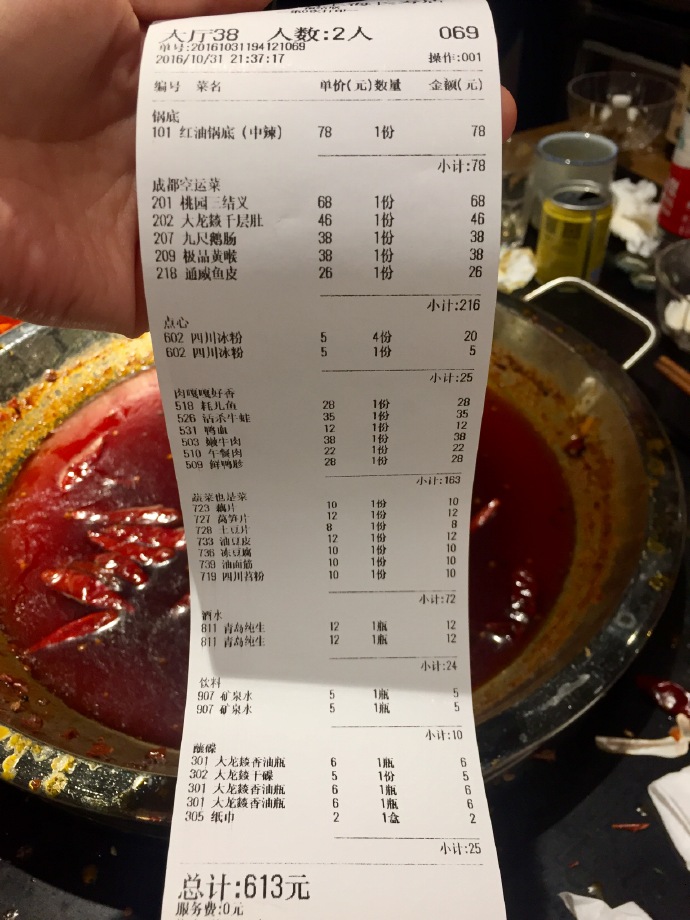 大厅38 人数:2人 069
单号:20161031194121069
2016/10/31 21:37:17 操作:001
编号 菜名 单价(元)数量 金额(元)
锅底
101 红油锅底（中辣） 78 1份 78
小计:78
成都空运菜
201 桃园三结义 68 1份 68
202 大龙燚千层肚 46 1份 46
207 九尺鹅肠 38 1份 38
209 极品黄喉 38 1份 38
218 通威鱼皮 26 1份 26
小计:216
点心
602 四川冰粉 5 4份 20
602 四川冰粉 5 1份 5
小计:25
肉嘎嘎好香
518 耗儿鱼 28 1份 28
526 活杀牛蛙 35 1份 35
531 鸭血 12 1份 12
503 嫩牛肉 38 1份 38
510 午餐肉 22 1份 22
509 鲜鸭胗 28 1份 28
小计:163
蔬菜也是菜
723 藕片 10 1份 10
727 莴笋片 12 1份 12
728 土豆片 8 1份 8
733 油豆皮 12 1份 12
736 冻豆腐 10 1份 10
739 油面筋 10 1份 10
719 四川苕粉 10 1份 10
小计:72
酒水
811 青岛纯生 12 1瓶 12
811 青岛纯生 12 1瓶 12
小计:24
饮料
907 矿泉水 5 1瓶 5
907 矿泉水 5 1瓶 5
小计:10
蘸碟
301 大龙燚香油瓶 6 1瓶 6
302 大龙燚干碟 5 1份 5
301 大龙燚香油瓶 6 1瓶 6
301 大龙燚香油瓶 6 1瓶 6
305 纸巾 2 1盒 2
小计:25
总计:613元
服务费:0元